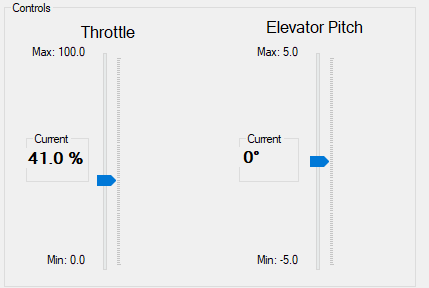 Controls
Throttle
Max: 100.0
Current
41.0 %
Min: 0.0
Elevator Pitch
Max: 5.0
Current
0°
Min: -5.0